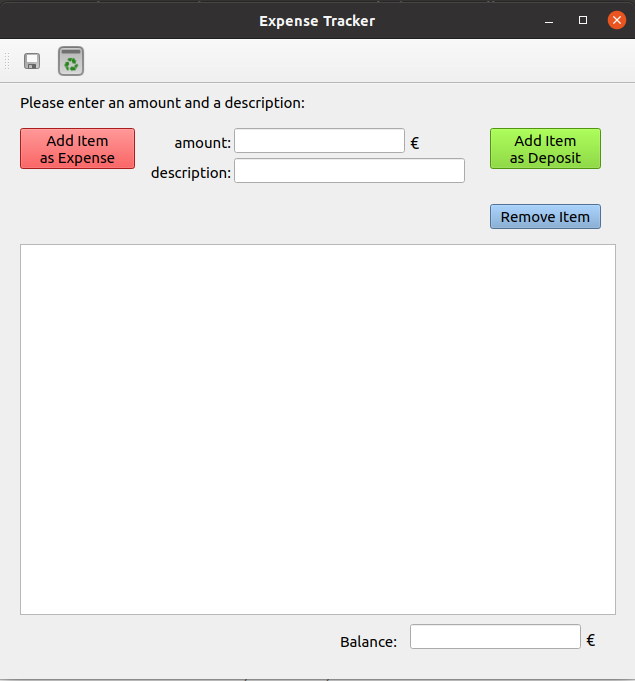 Expense Tracker
Please enter an amount and a description:
Add Item
as Expense
amount:
€
Add Item
as Deposit
description:
Remove Item
Balance:
€